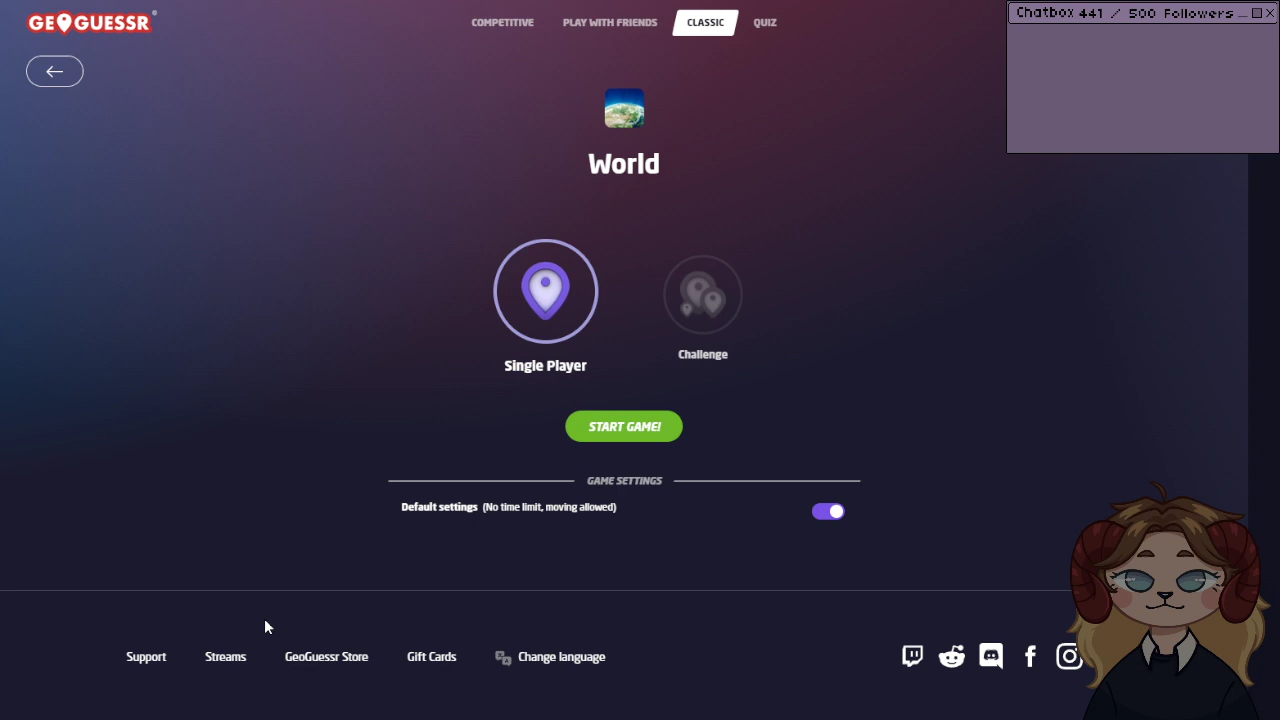 GEOGUESSR
COMPETITIVE
PLAY WITH FRIENDS
CLASSIC
QUIZ
Chatbox 441 / 500 Followers
World
Single Player
Challenge
START GAME!
GAME SETTINGS
Default settings (No time limit, moving allowed)
Support
Streams
GeoGuessr Store
Gift Cards
Change language